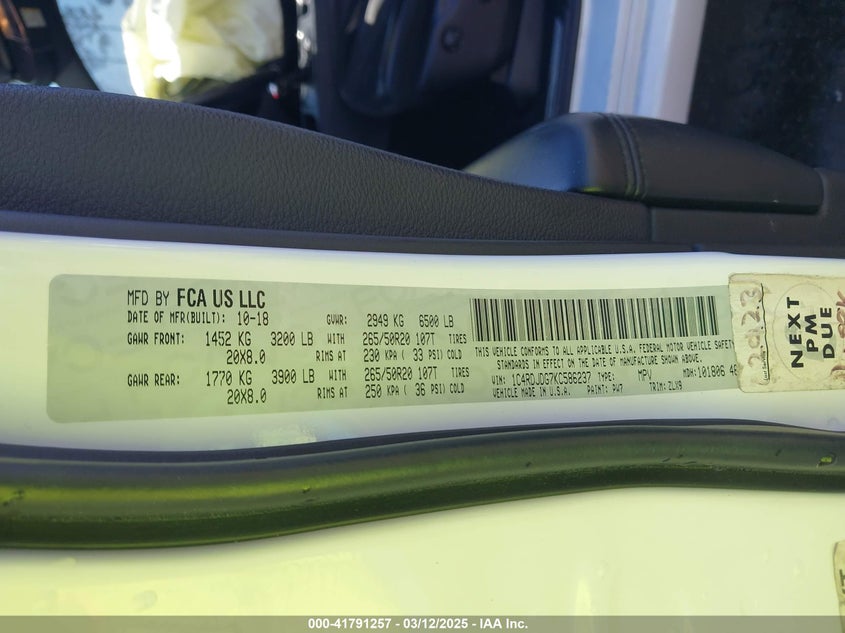 MFD BY FCA US LLC
DATE OF MFR(BUILT): 10-18 GVWR: 2949 KG 6500 LB
GAWR FRONT: 1452 KG 3200 LB WITH 265/50R20 107T TIRES
20X8.0 RIMS AT 230 KPA ( 33 PSI) COLD
GAWR REAR: 1770 KG 3900 LB WITH 265/50R20 107T TIRES
20X8.0 RIMS AT 250 KPA ( 36 PSI) COLD
THIS VEHICLE CONFORMS TO ALL APPLICABLE U.S.A. FEDERAL MOTOR VEHICLE SAFETY
STANDARDS IN EFFECT ON THE DATE OF MANUFACTURE SHOWN ABOVE.
VIN: 1C4RDJDG7KC586237 TYPE: MPV MDH: 101806
VEHICLE MADE IN U.S.A. PAINT: PW7 TRIM: ZLX9
NEXT
PM
DUE
000-41791257 - 03/12/2025 - IAA Inc.